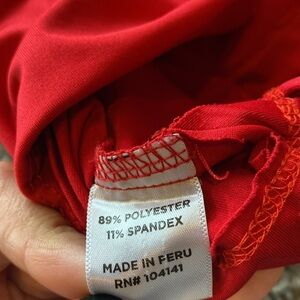 89% POLYESTER
11% SPANDEX
MADE IN PERU
RN# 104141